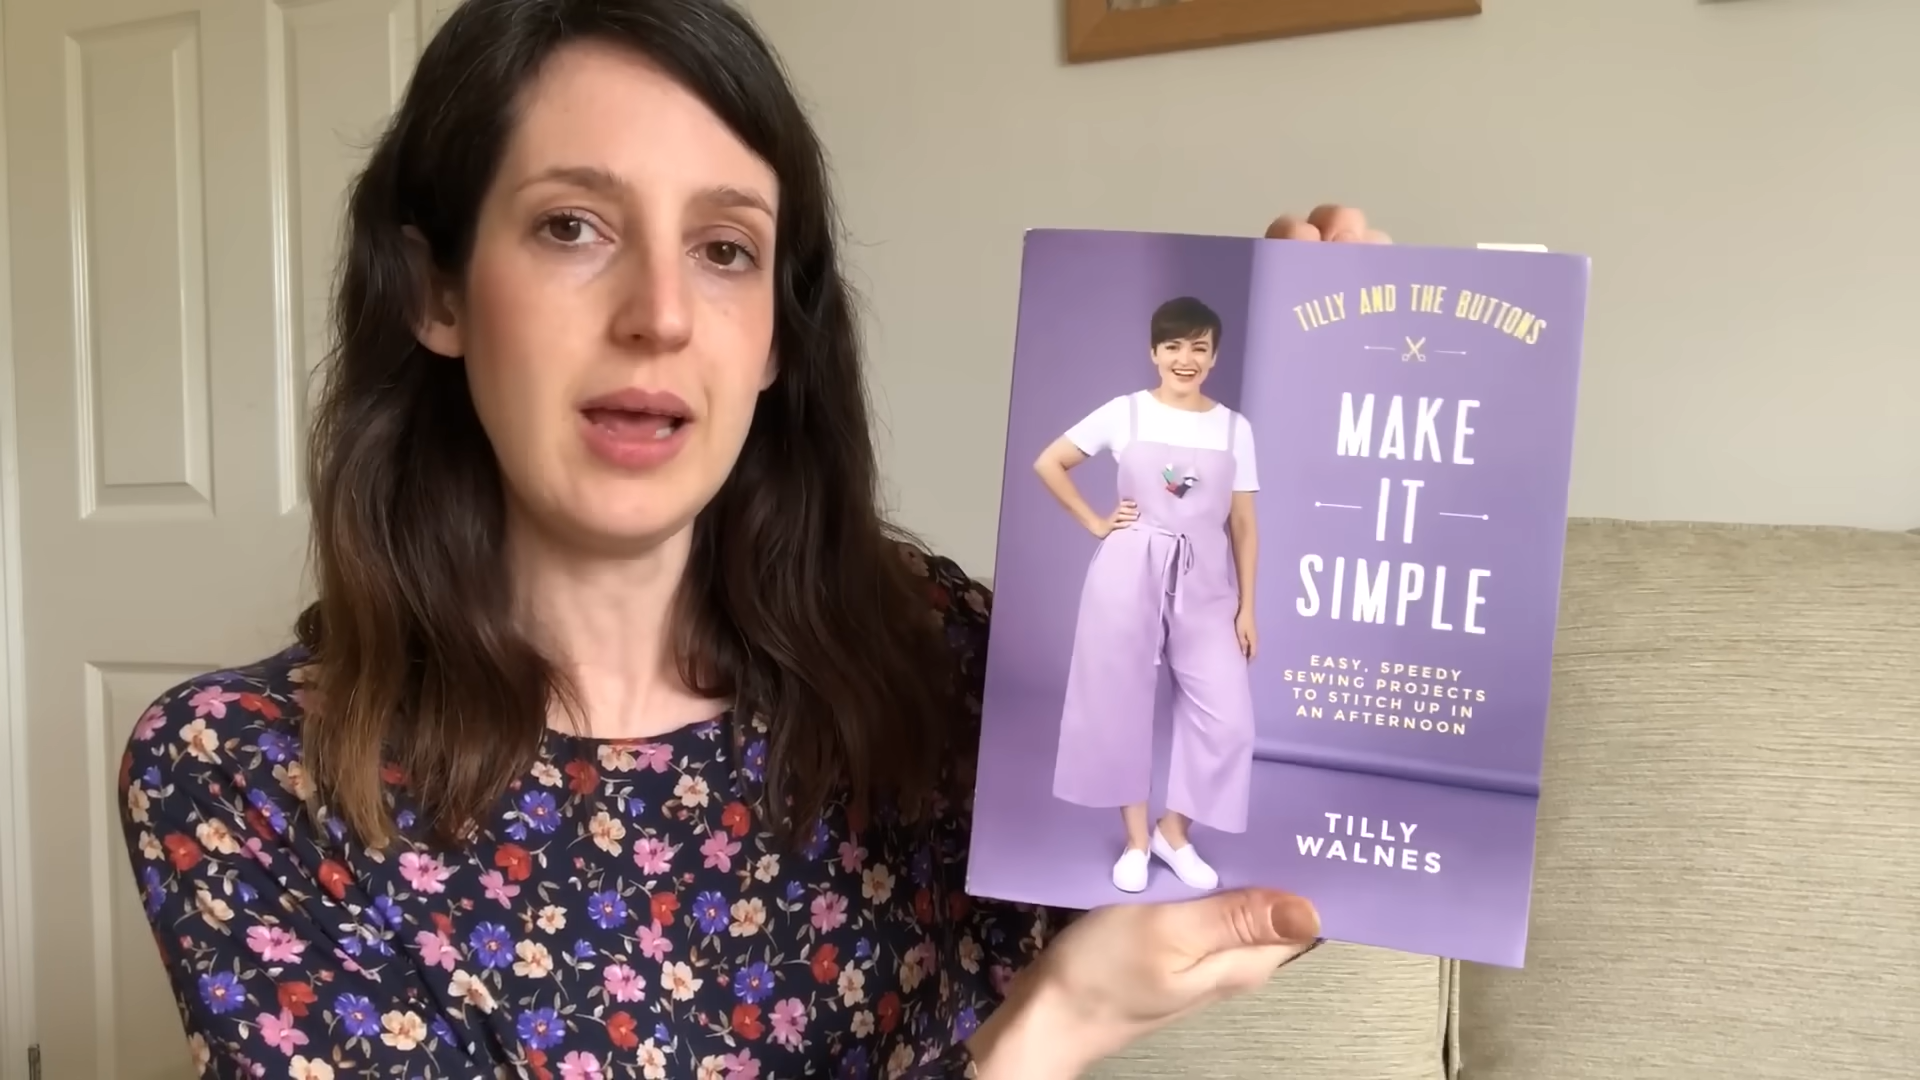 TILLY AND THE BUTTONS
MAKE
IT
SIMPLE
EASY, SPEEDY
SEWING PROJECTS
TO STITCH UP IN
AN AFTERNOON
TILLY
WALNES